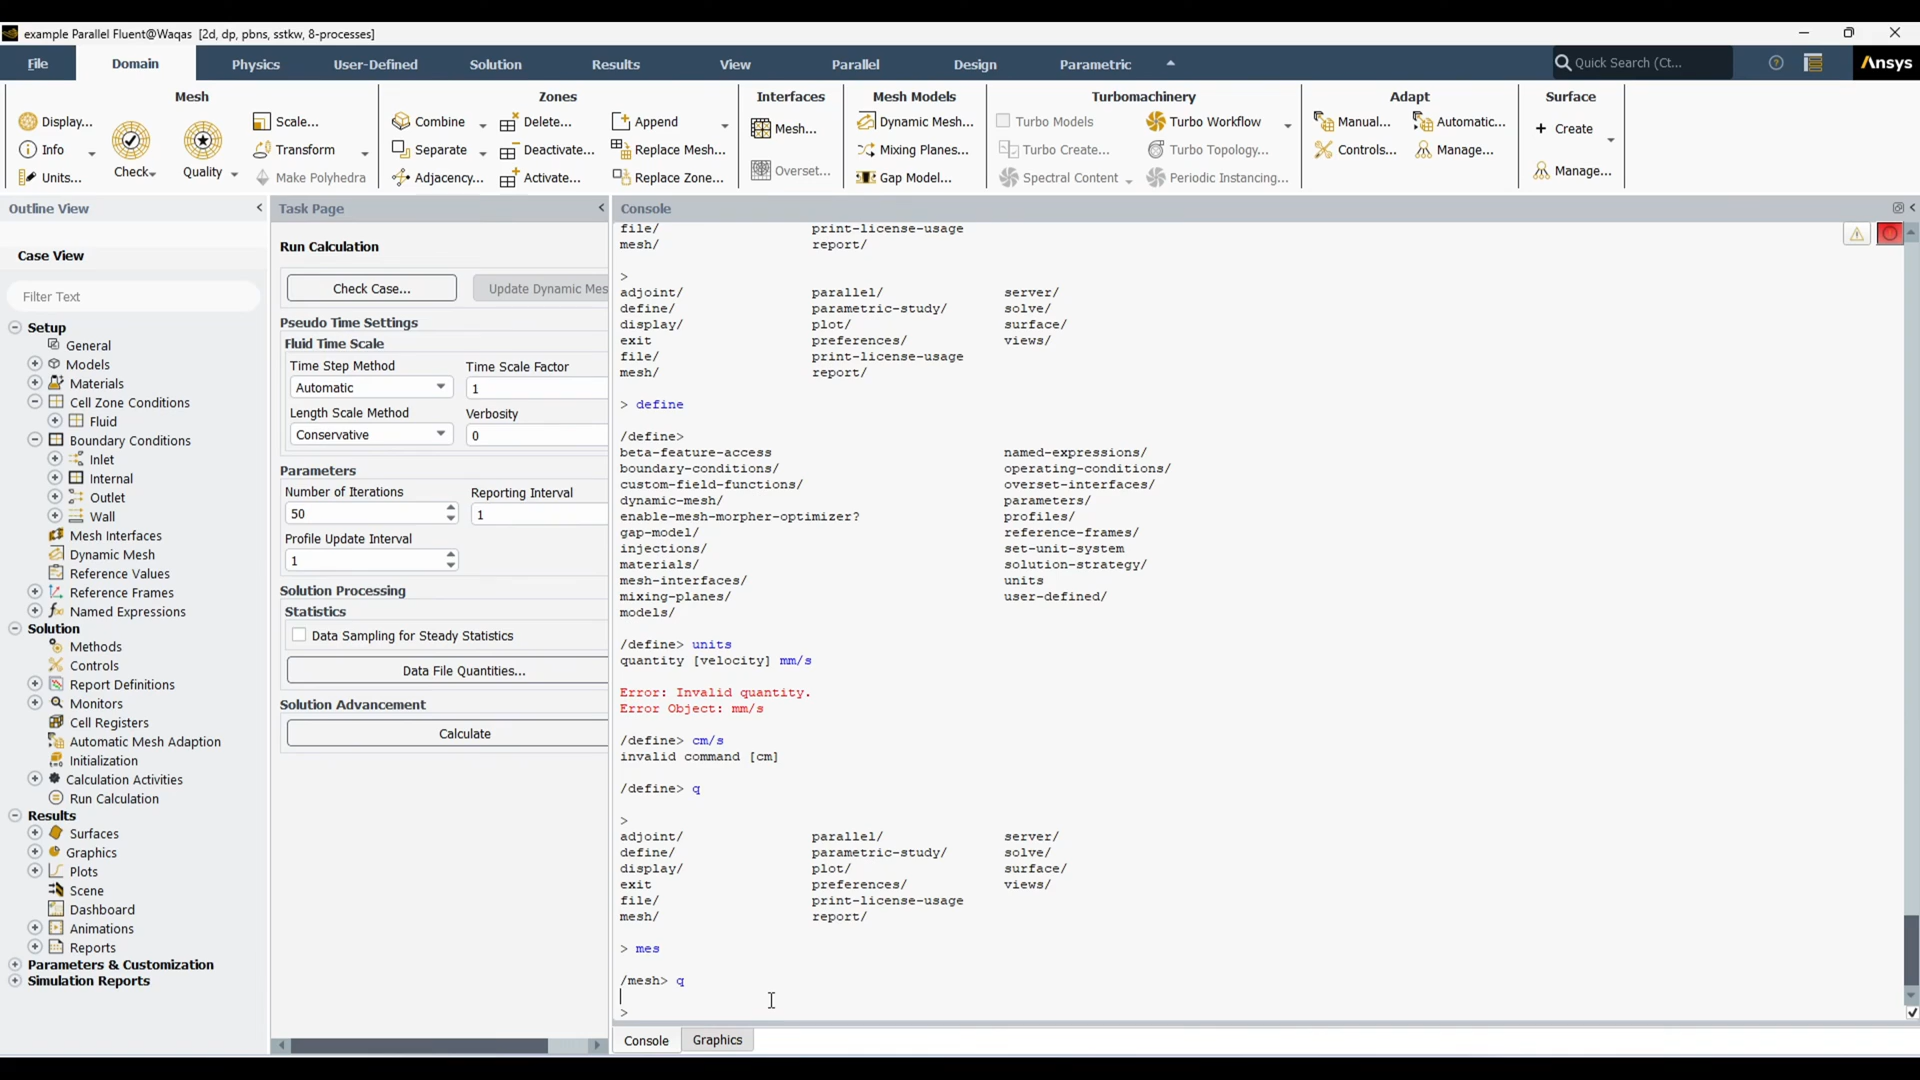 example Parallel Fluent@Waqas [2d, dp, pbns, sstkw, 8-processes]
File Domain Physics User-Defined Solution Results View Parallel Design Parametric Quick Search (Ct... Ansys
Mesh Zones Interfaces Mesh Models Turbomachinery Adapt Surface
Display... Scale... Combine Delete... Append Mesh... Dynamic Mesh... Turbo Models Turbo Workflow Manual... Automatic... Create
Info Check Quality Transform Separate Deactivate... Replace Mesh... Mixing Planes... Turbo Create... Turbo Topology... Controls... Manage...
Units... Make Polyhedra Adjacency... Activate... Replace Zone... Overset... Gap Model... Spectral Content Periodic Instancing... Manage...
Outline View
Case View
Filter Text
Setup
General
Models
Materials
Cell Zone Conditions
Fluid
Boundary Conditions
Inlet
Internal
Outlet
Wall
Mesh Interfaces
Dynamic Mesh
Reference Values
Reference Frames
Named Expressions
Solution
Methods
Controls
Report Definitions
Monitors
Cell Registers
Automatic Mesh Adaption
Initialization
Calculation Activities
Run Calculation
Results
Surfaces
Graphics
Plots
Scene
Dashboard
Animations
Reports
Parameters & Customization
Simulation Reports
Task Page
Run Calculation
Check Case... Update Dynamic Mes
Pseudo Time Settings
Fluid Time Scale
Time Step Method Time Scale Factor
Automatic 1
Length Scale Method Verbosity
Conservative 0
Parameters
Number of Iterations Reporting Interval
50 1
Profile Update Interval
1
Solution Processing
Statistics
Data Sampling for Steady Statistics
Data File Quantities...
Solution Advancement
Calculate
Console
file/ print-license-usage
mesh/ report/
>
adjoint/ parallel/ server/
define/ parametric-study/ solve/
display/ plot/ surface/
exit preferences/ views/
file/ print-license-usage
mesh/ report/
> define
/define>
beta-feature-access named-expressions/
boundary-conditions/ operating-conditions/
custom-field-functions/ overset-interfaces/
dynamic-mesh/ parameters/
enable-mesh-morpher-optimizer? profiles/
gap-model/ reference-frames/
injections/ set-unit-system
materials/ solution-strategy/
mesh-interfaces/ units
mixing-planes/ user-defined/
models/
/define> units
quantity [velocity] mm/s
Error: Invalid quantity.
Error Object: mm/s
/define> cm/s
invalid command [cm]
/define> q
>
adjoint/ parallel/ server/
define/ parametric-study/ solve/
display/ plot/ surface/
exit preferences/ views/
file/ print-license-usage
mesh/ report/
> mes
/mesh> q
>
Console Graphics